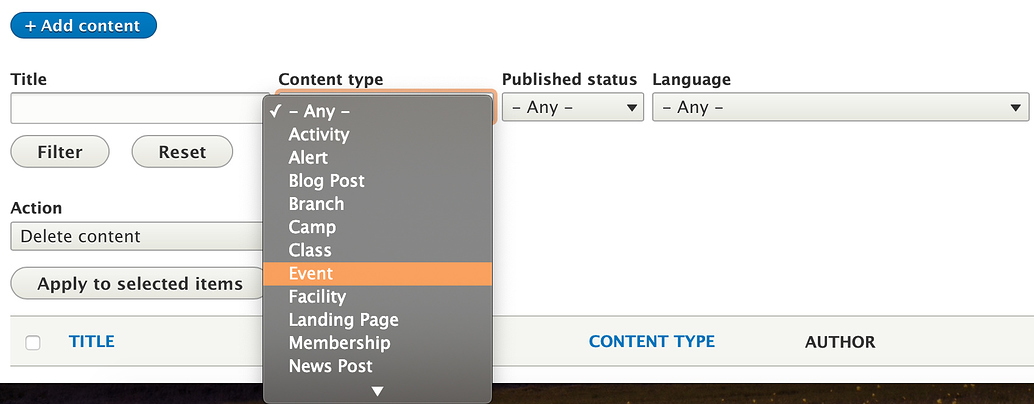 + Add content
Title
Content type
Published status
Language
✓ – Any –
– Any –
– Any –
Activity
Alert
Filter
Reset
Blog Post
Branch
Action
Camp
Delete content
Class
Event
Apply to selected items
Facility
Landing Page
TITLE
CONTENT TYPE
AUTHOR
Membership
News Post